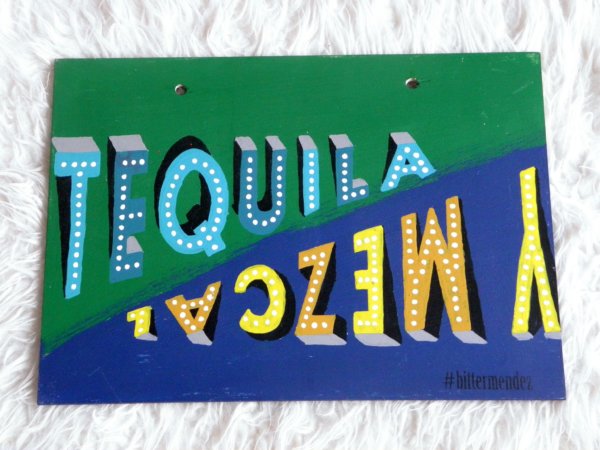 TEQUILA
Y MEZCAL
#bittermendez